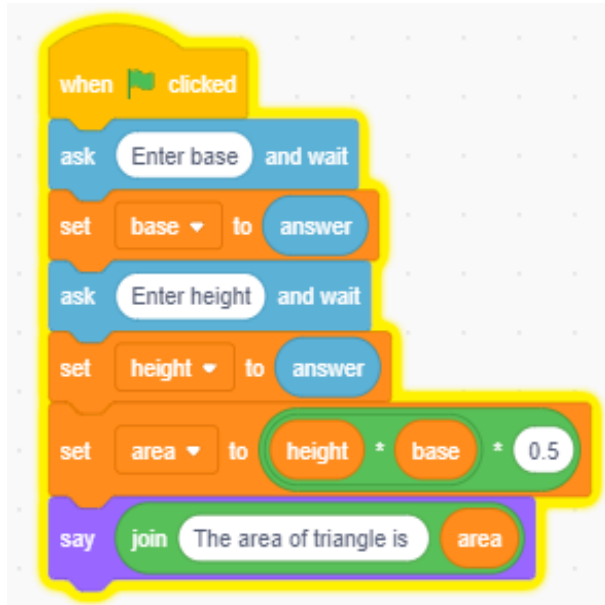 when clicked
ask Enter base and wait
set base to answer
ask Enter height and wait
set height to answer
set area to height * base * 0.5
say join The area of triangle is area